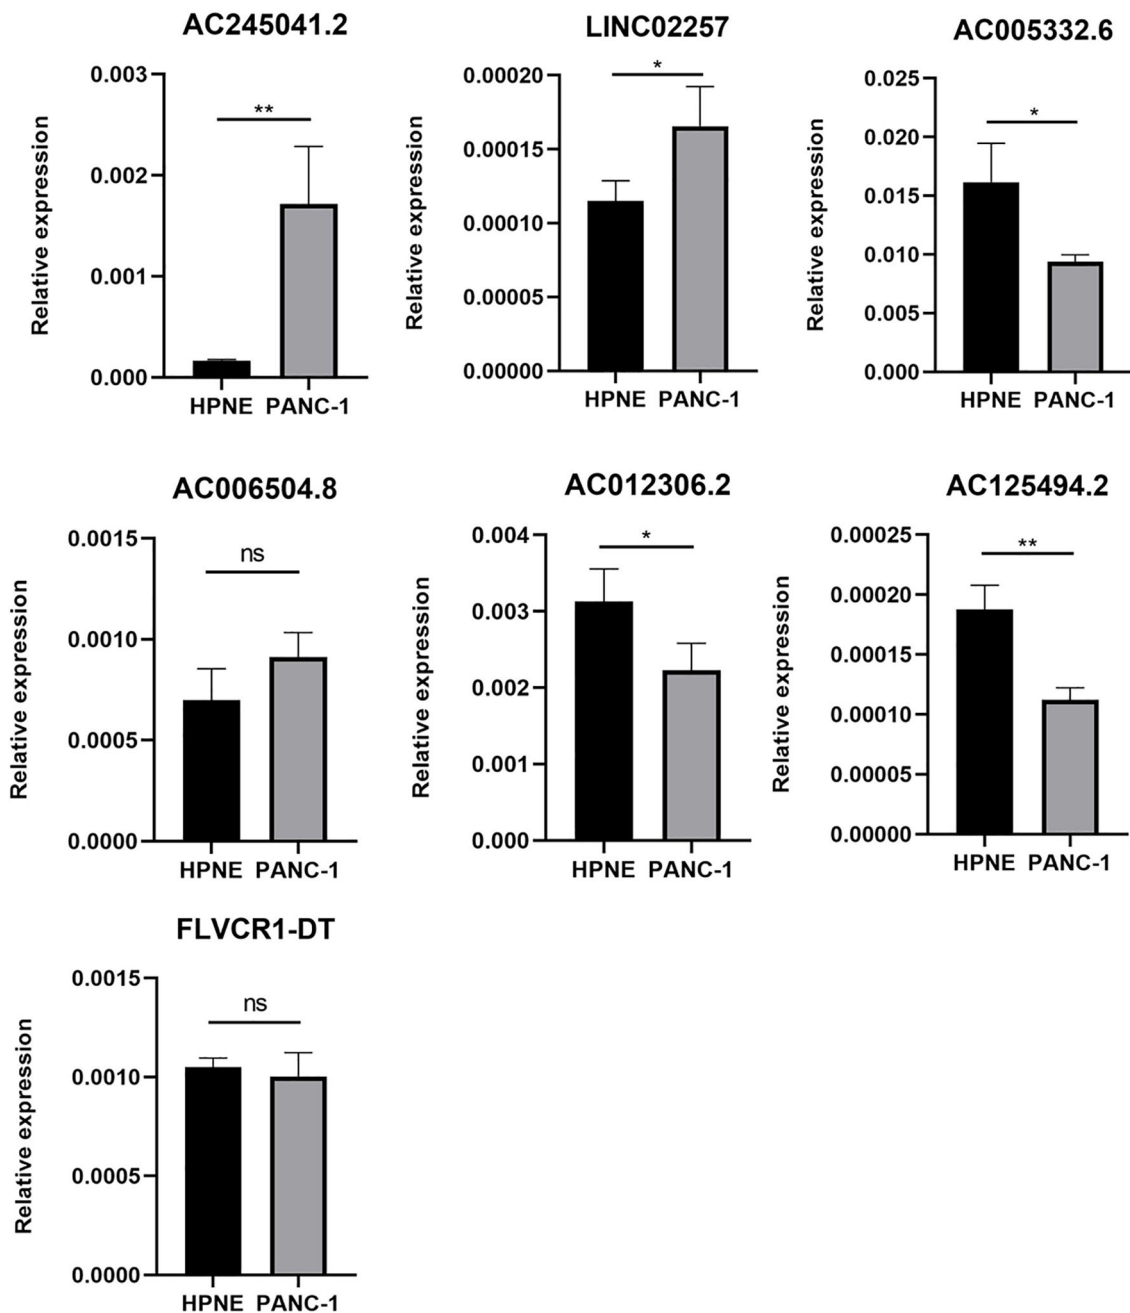 AC245041.2
**
Relative expression
0.003
0.002
0.001
0.000
HPNE PANC-1
LINC02257
*
Relative expression
0.00020
0.00015
0.00010
0.00005
0.00000
HPNE PANC-1
AC005332.6
*
Relative expression
0.025
0.020
0.015
0.010
0.005
0.000
HPNE PANC-1
AC006504.8
ns
Relative expression
0.0015
0.0010
0.0005
0.0000
HPNE PANC-1
AC012306.2
*
Relative expression
0.004
0.003
0.002
0.001
0.000
HPNE PANC-1
AC125494.2
**
Relative expression
0.00025
0.00020
0.00015
0.00010
0.00005
0.00000
HPNE PANC-1
FLVCR1-DT
ns
Relative expression
0.0015
0.0010
0.0005
0.0000
HPNE PANC-1